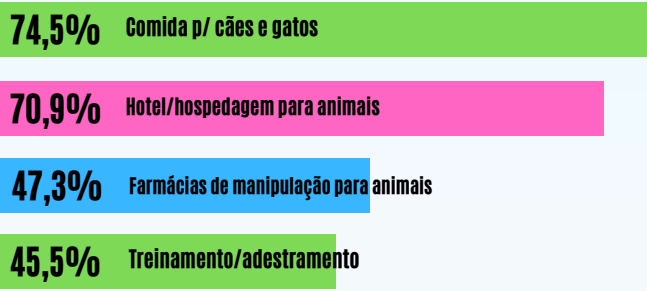 74,5% Comida p/ cães e gatos
70,9% Hotel/hospedagem para animais
47,3% Farmácias de manipulação para animais
45,5% Treinamento/adestramento